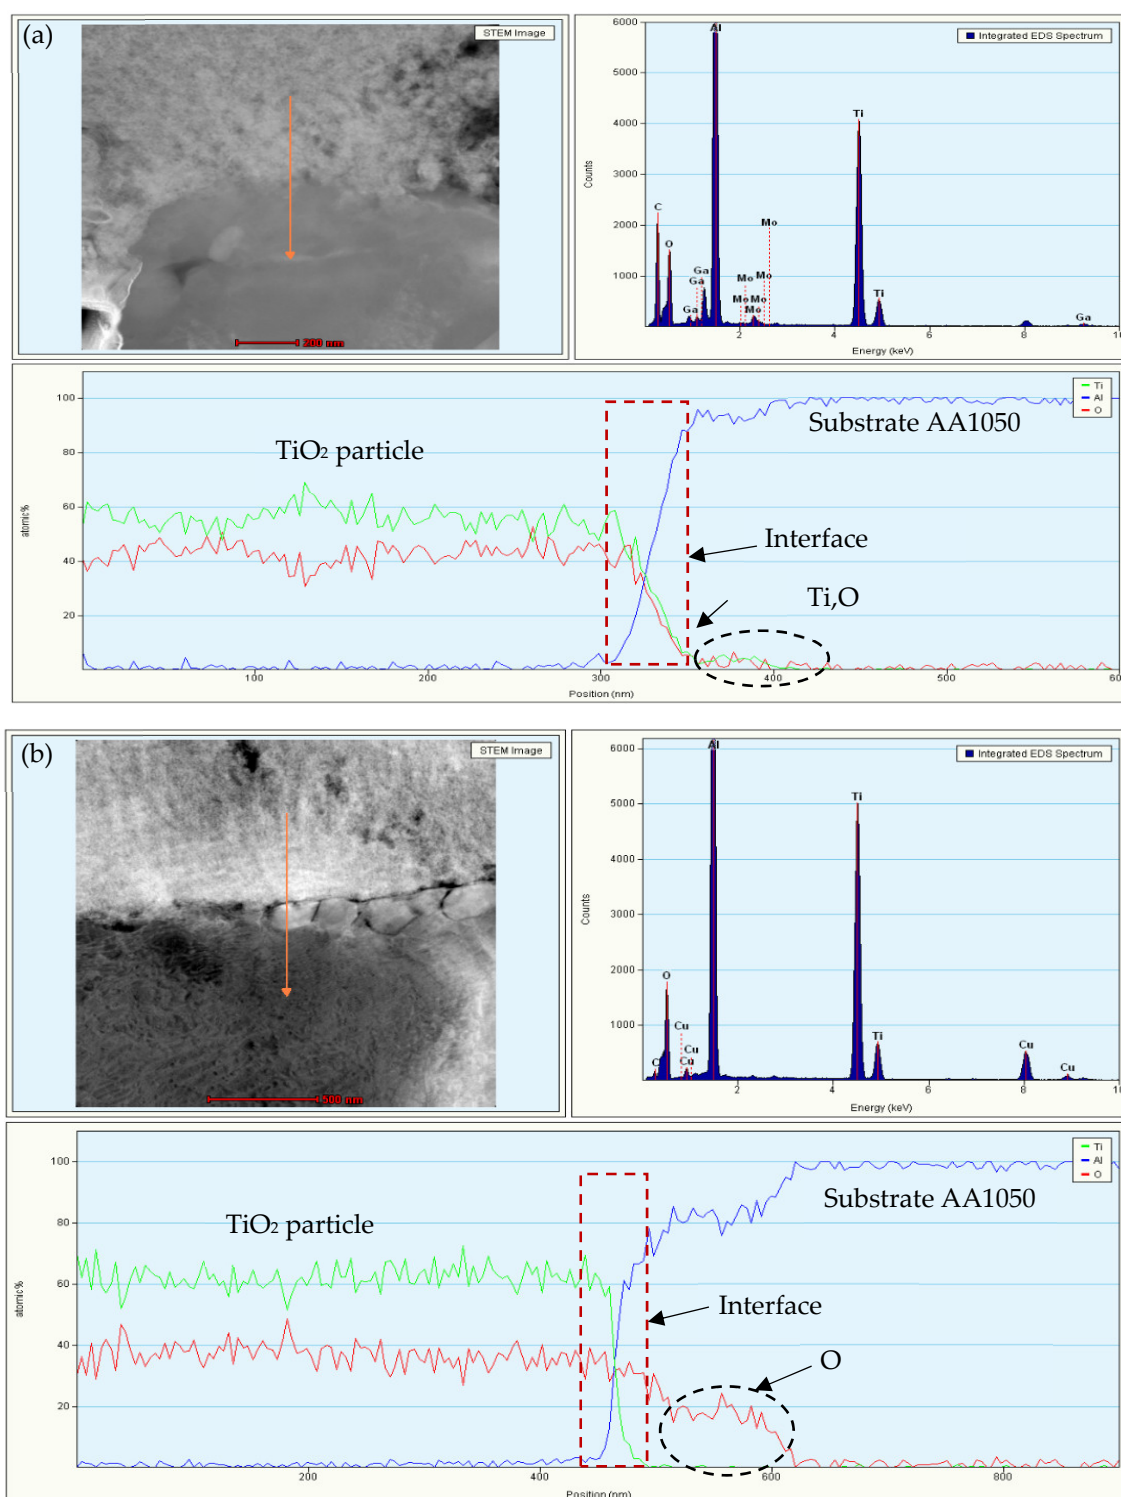 (a)
STEM Image
200 nm
Integrated EDS Spectrum
6000
5000
4000
3000
2000
1000
Counts
C
O
Ga
Ga
Ga
Al
Mo
Mo
Mo
Mo
Mo
Mo
Ti
Ti
Ga
2
4
6
8
10
Energy (keV)
Ti
Al
O
100
80
60
40
20
atomic%
TiO2 particle
Substrate AA1050
Interface
Ti,O
100
200
300
400
500
600
Position (nm)
(b)
STEM Image
500 nm
Integrated EDS Spectrum
6000
5000
4000
3000
2000
1000
Counts
C
O
Cu
Cu
Cu
Al
Ti
Ti
Cu
Cu
2
4
6
8
10
Energy (keV)
Ti
Al
O
100
80
60
40
20
atomic%
TiO2 particle
Substrate AA1050
Interface
O
200
400
600
800
Position (nm)